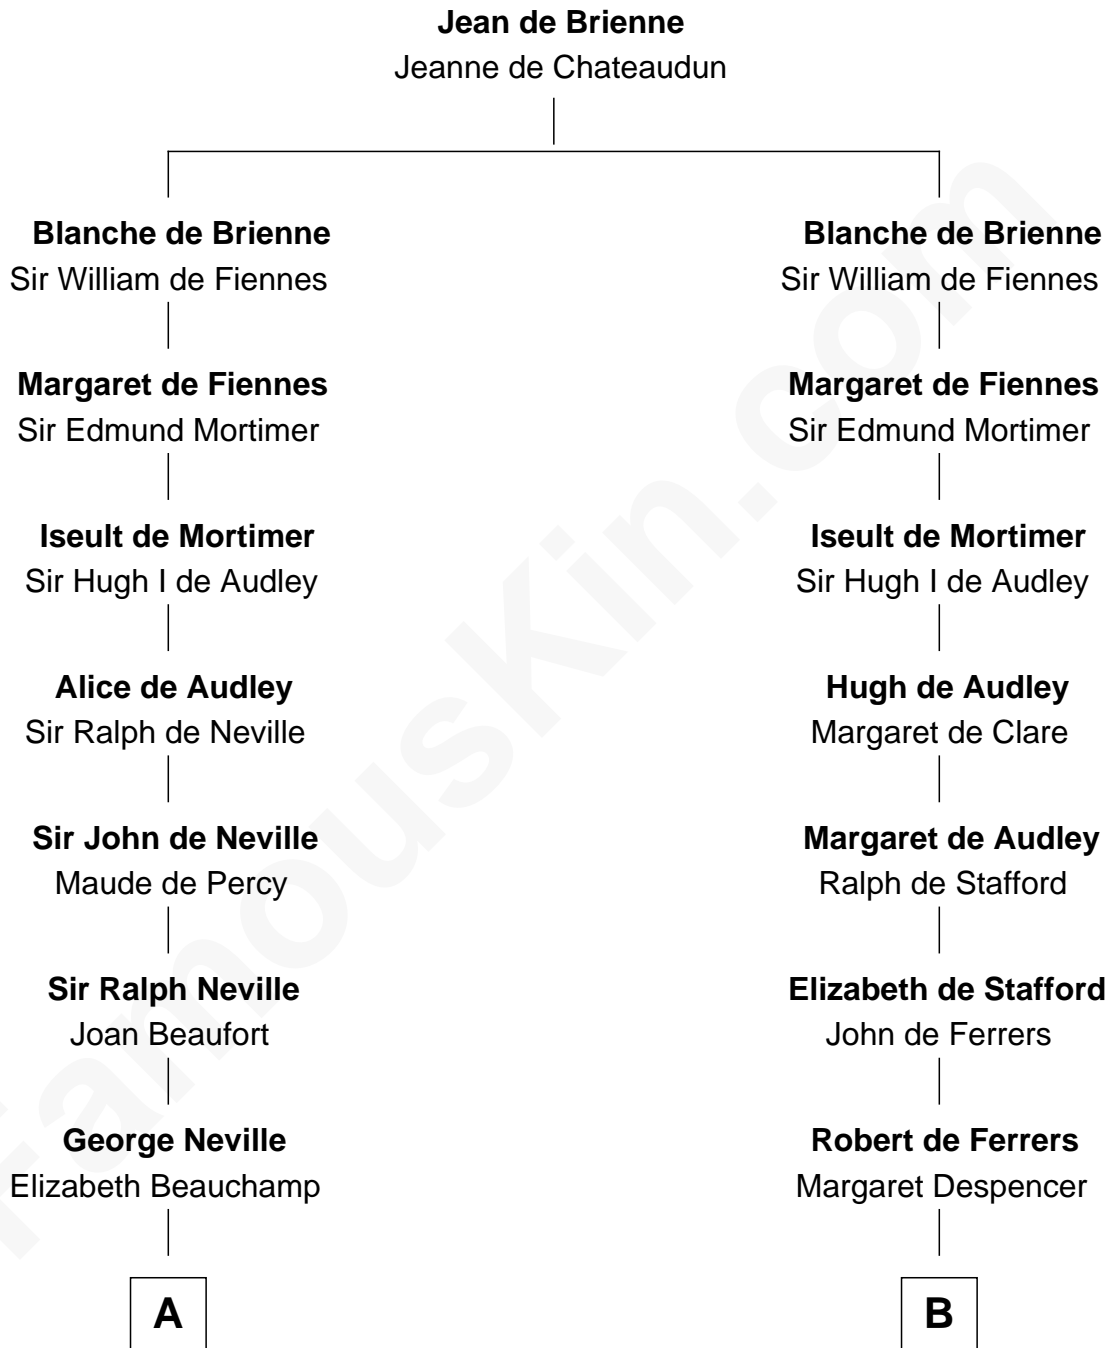 Jean de Brienne
Jeanne de Chateaudun
Blanche de Brienne
Sir William de Fiennes
Margaret de Fiennes
Sir Edmund Mortimer
Iseult de Mortimer
Sir Hugh I de Audley
Alice de Audley
Sir Ralph de Neville
Sir John de Neville
Maude de Percy
Sir Ralph Neville
Joan Beaufort
George Neville
Elizabeth Beauchamp
A
Blanche de Brienne
Sir William de Fiennes
Margaret de Fiennes
Sir Edmund Mortimer
Iseult de Mortimer
Sir Hugh I de Audley
Hugh de Audley
Margaret de Clare
Margaret de Audley
Ralph de Stafford
Elizabeth de Stafford
John de Ferrers
Robert de Ferrers
Margaret Despencer
B
FamousKin.com